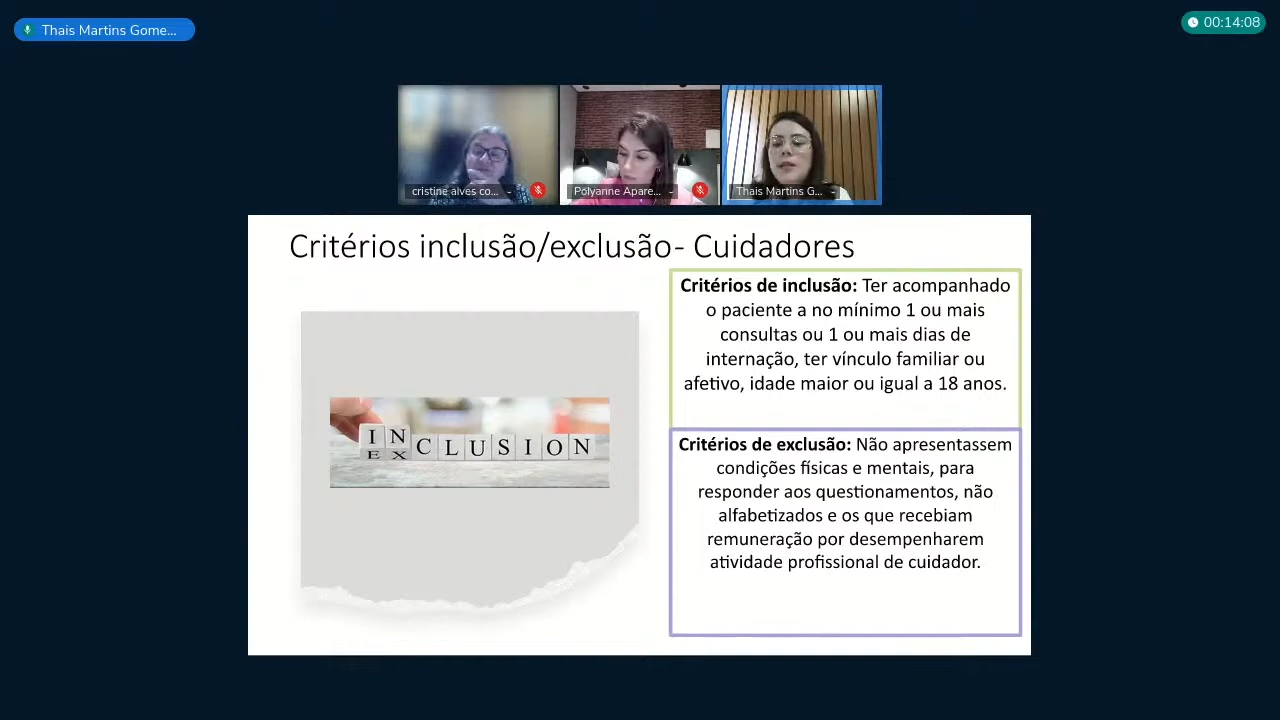 Thais Martins Gome...
00:14:08
cristine alves co...
Polyanne Apare...
Thais Martins G...
Critérios inclusão/exclusão- Cuidadores
Critérios de inclusão: Ter acompanhado
o paciente a no mínimo 1 ou mais
consultas ou 1 ou mais dias de
internação, ter vínculo familiar ou
afetivo, idade maior ou igual a 18 anos.
IN
EX
CLUSION
Critérios de exclusão: Não apresentassem
condições físicas e mentais, para
responder aos questionamentos, não
alfabetizados e os que recebiam
remuneração por desempenharem
atividade profissional de cuidador.